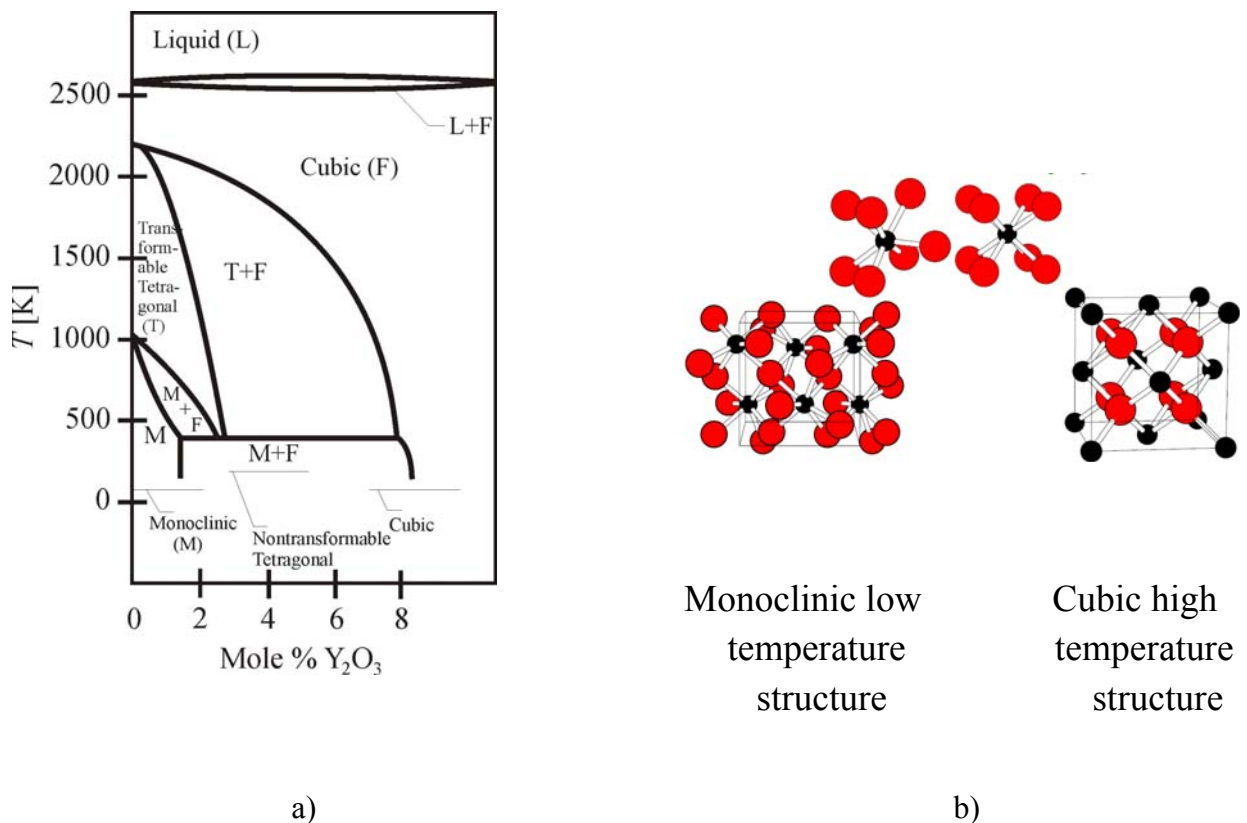 Liquid (L)
2500
L+F
T [K]
2000
Cubic (F)
Trans-
form-
able
Tetra-
gonal
(T)
1500
T+F
1000
M
+
F
500
M
M+F
0
Monoclinic
(M)
Nontransformable
Tetragonal
Cubic
0 2 4 6 8
Mole % Y₂O₃
Monoclinic low
temperature
structure
Cubic high
temperature
structure
a)
b)